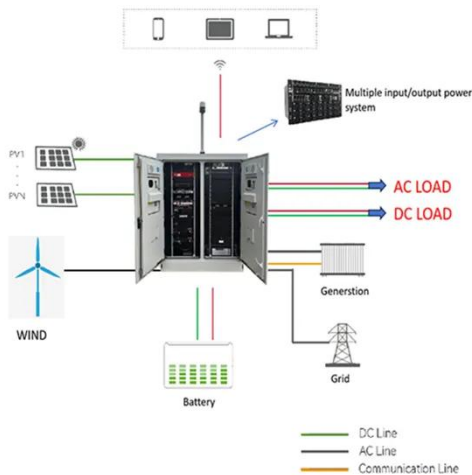 Multiple input/output power
system
PV1
PVN
AC LOAD
DC LOAD
WIND
Generstion
Grid
Battery
DC Line
AC Line
Communication Line